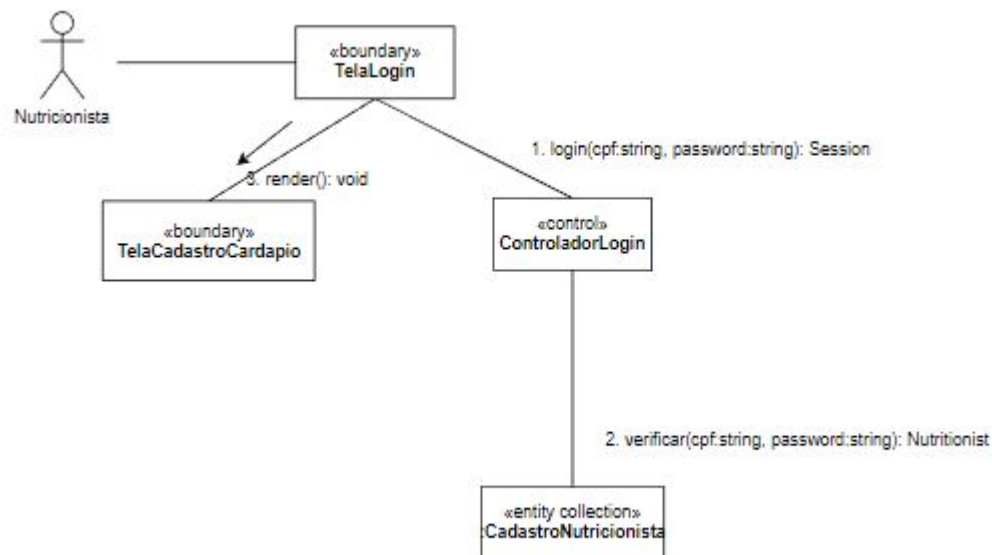 «boundary»
TelaLogin
Nutricionista
1. login(cpf:string, password:string): Session
3. render(): void
«boundary»
TelaCadastroCardapio
«control»
ControladorLogin
2. verificar(cpf:string, password:string): Nutritionist
«entity collection»
:CadastroNutricionista